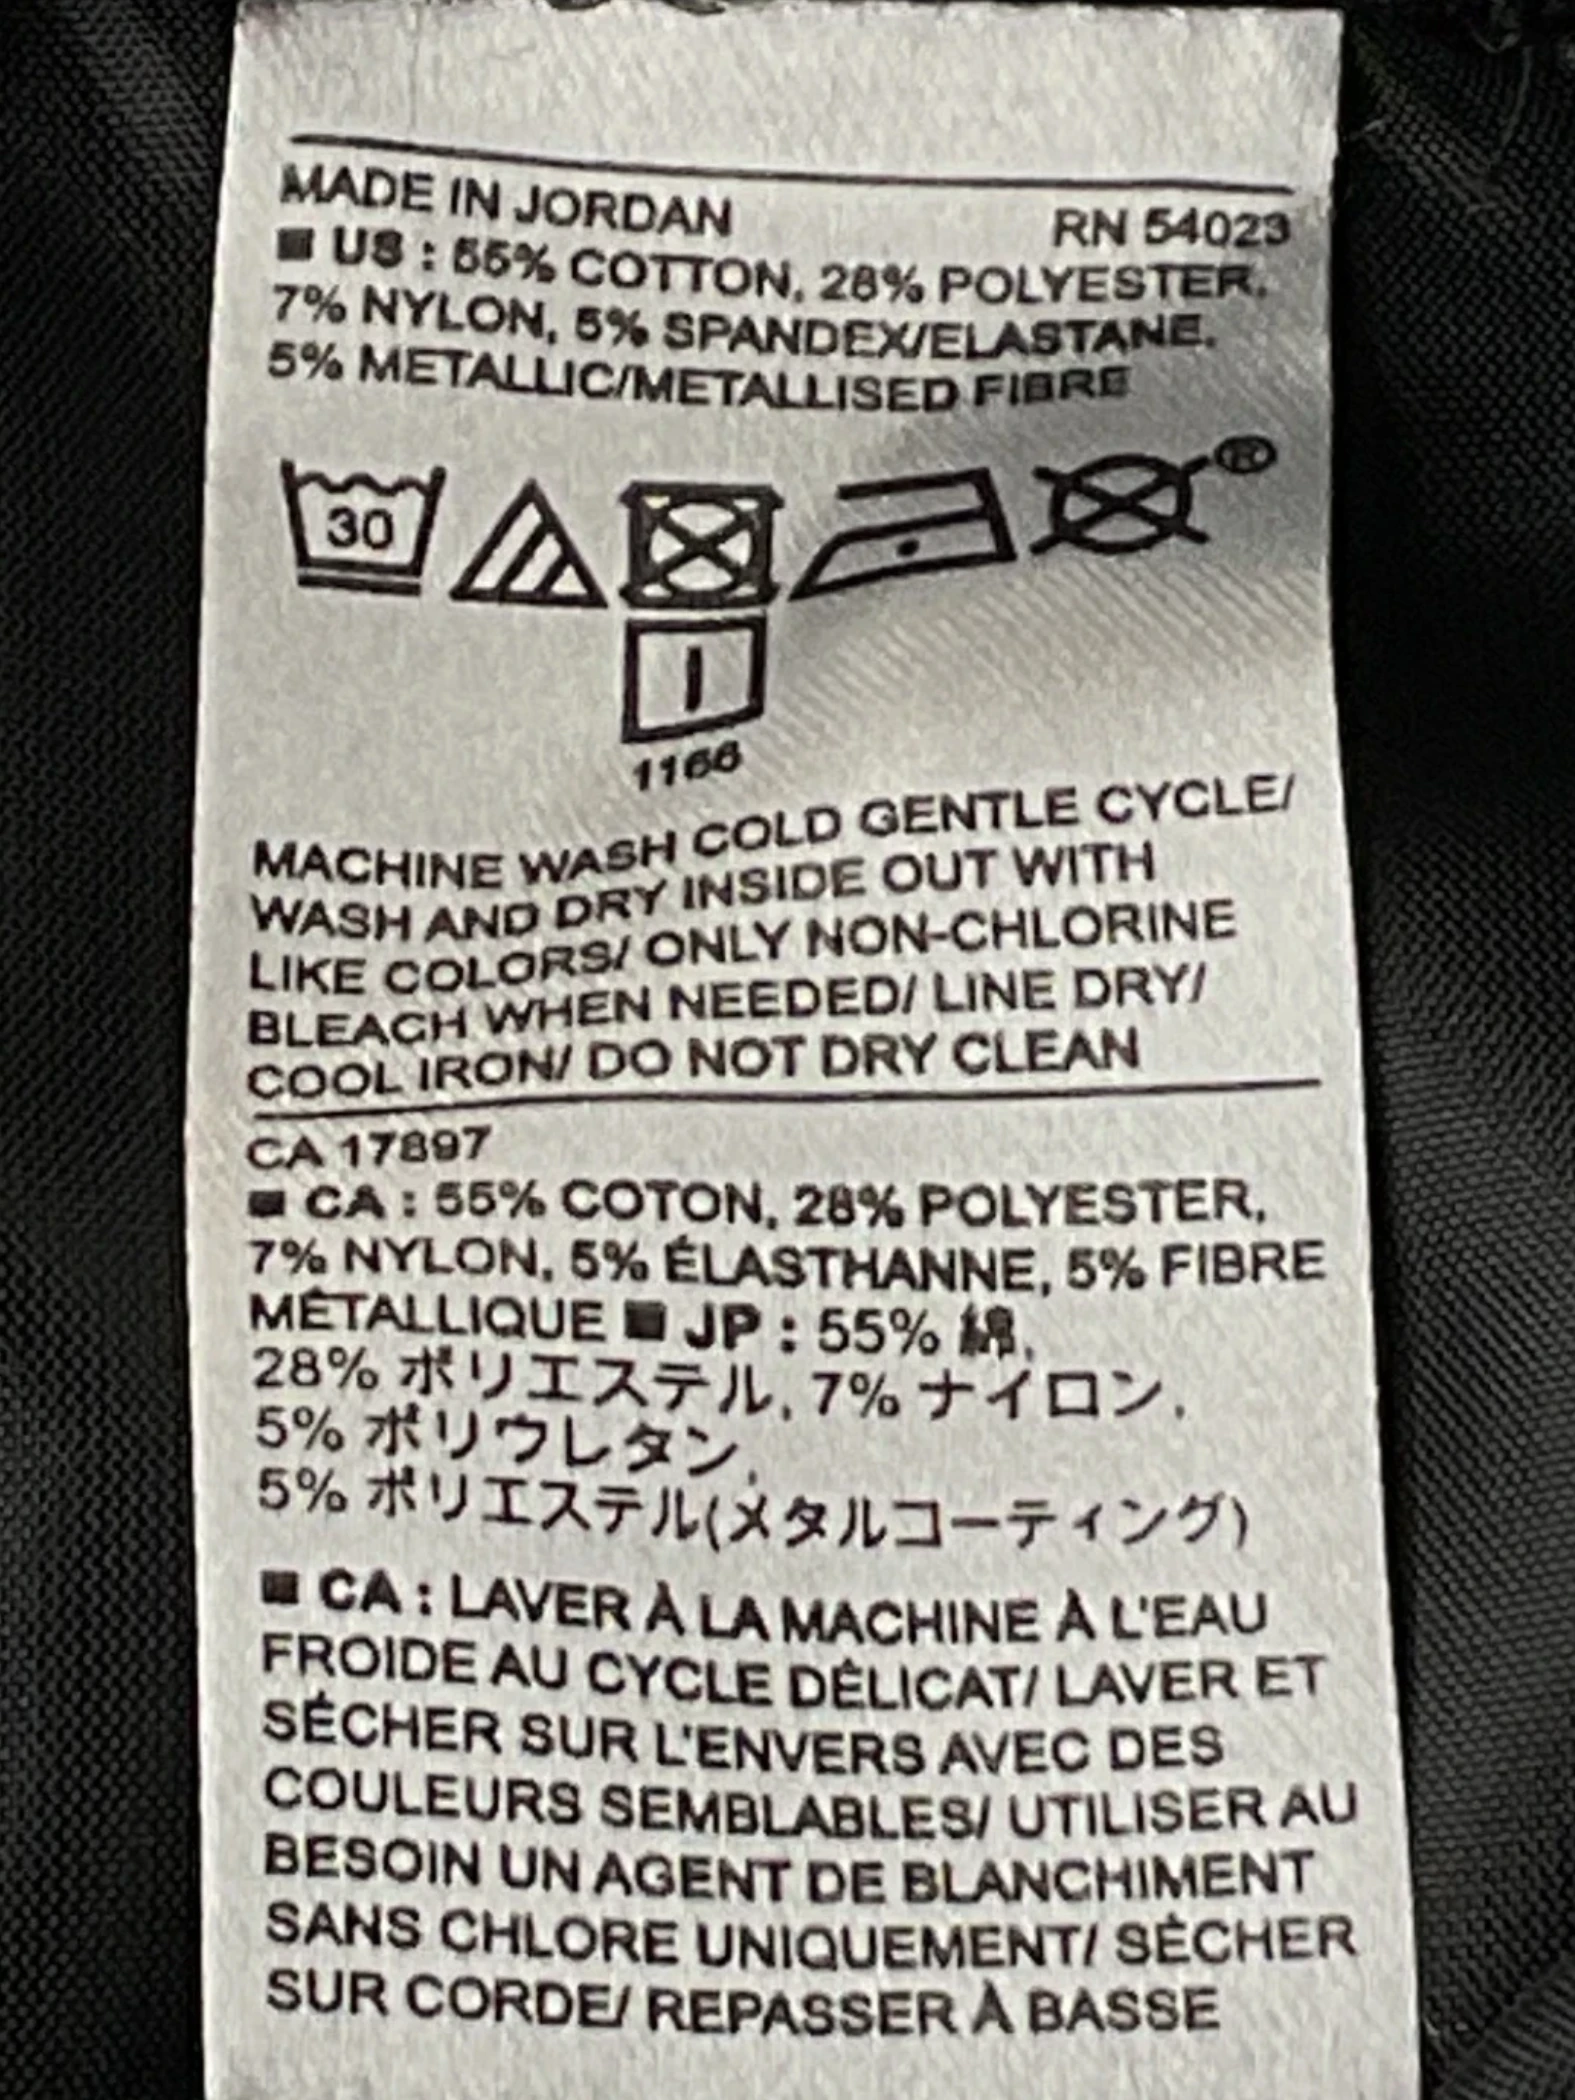 MADE IN JORDAN RN 54023
■ US : 55% COTTON, 28% POLYESTER,
7% NYLON, 5% SPANDEX/ELASTANE,
5% METALLIC/METALLISED FIBRE
30
®
1166
MACHINE WASH COLD GENTLE CYCLE/
WASH AND DRY INSIDE OUT WITH
LIKE COLORS/ ONLY NON-CHLORINE
BLEACH WHEN NEEDED/ LINE DRY/
COOL IRON/ DO NOT DRY CLEAN
CA 17897
■ CA : 55% COTON, 28% POLYESTER,
7% NYLON, 5% ÉLASTHANNE, 5% FIBRE
MÉTALLIQUE ■ JP : 55% 綿,
28% ポリエステル, 7% ナイロン,
5% ポリウレタン,
5% ポリエステル(メタルコーティング)
■ CA : LAVER À LA MACHINE À L'EAU
FROIDE AU CYCLE DÉLICAT/ LAVER ET
SÉCHER SUR L'ENVERS AVEC DES
COULEURS SEMBLABLES/ UTILISER AU
BESOIN UN AGENT DE BLANCHIMENT
SANS CHLORE UNIQUEMENT/ SÉCHER
SUR CORDE/ REPASSER À BASSE